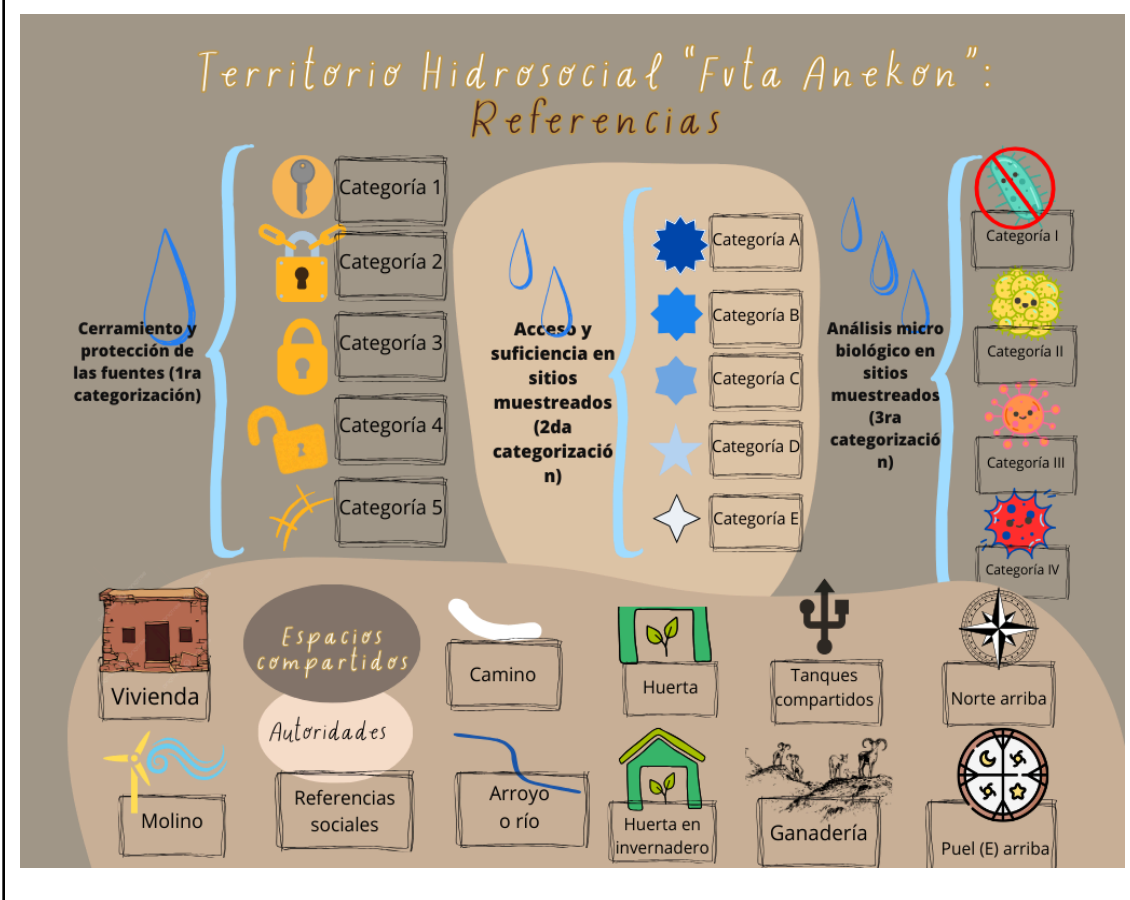 Territorio Hidrosocial "Futa Anekon":
Referencias
Cerramiento y
protección de
las fuentes (1ra
categorización)
Categoría 1
Categoría 2
Categoría 3
Categoría 4
Categoría 5
Acceso y
suficiencia en
sitios
muestreados
(2da
categorizació
n)
Categoría A
Categoría B
Categoría C
Categoría D
Categoría E
Análisis micro
biológico en
sitios
muestreados
(3ra
categorizació
n)
Categoría I
Categoría II
Categoría III
Categoría IV
Vivienda
Espacios
compartidos
Camino
Huerta
Tanques
compartidos
Norte arriba
Molino
Autoridades
Referencias
sociales
Arroyo
o río
Huerta en
invernadero
Ganadería
Puel (E) arriba